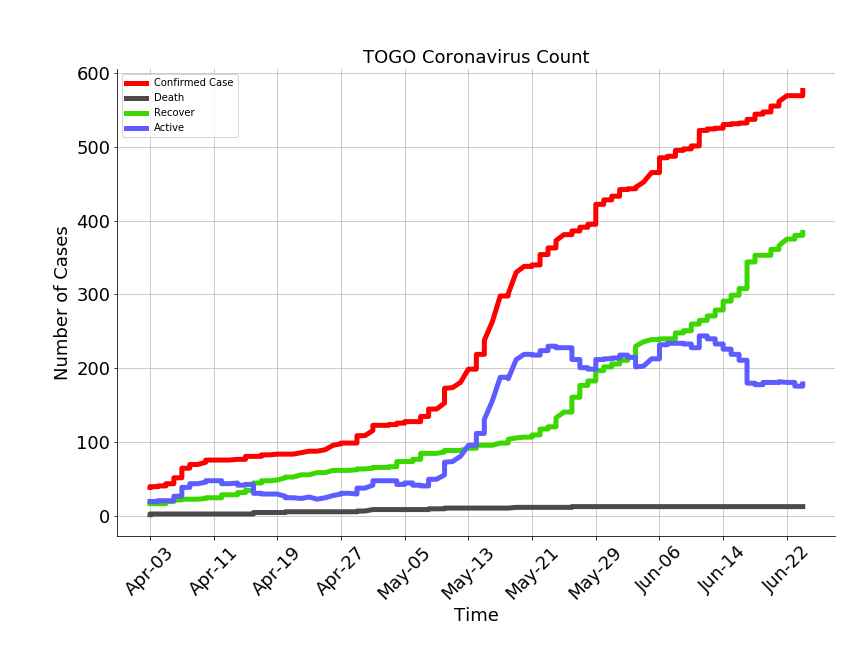 TOGO Coronavirus Count
Confirmed Case
Death
Recover
Active
Number of Cases
600
500
400
300
200
100
0
Apr-03 Apr-11 Apr-19 Apr-27 May-05 May-13 May-21 May-29 Jun-06 Jun-14 Jun-22
Time